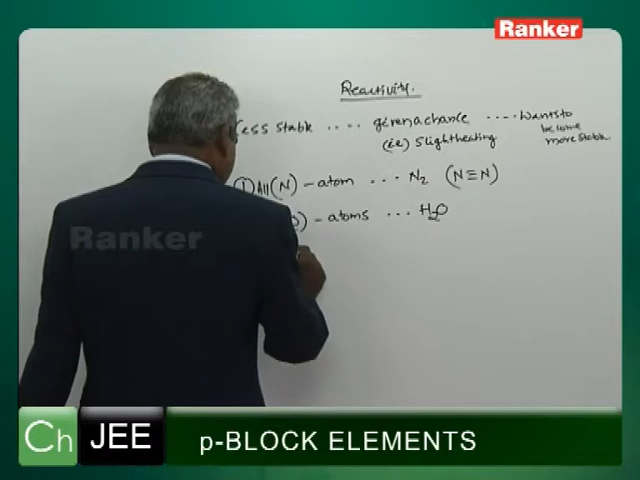 Ranker
Reactivity.
Less stable .... given a chance .... Wants to
become
(ie) Slight heating
more stable.
① All (N) - atom ... N₂ (N≡N)
) - atoms ... H₂O
Ranker
Ch JEE p-BLOCK ELEMENTS